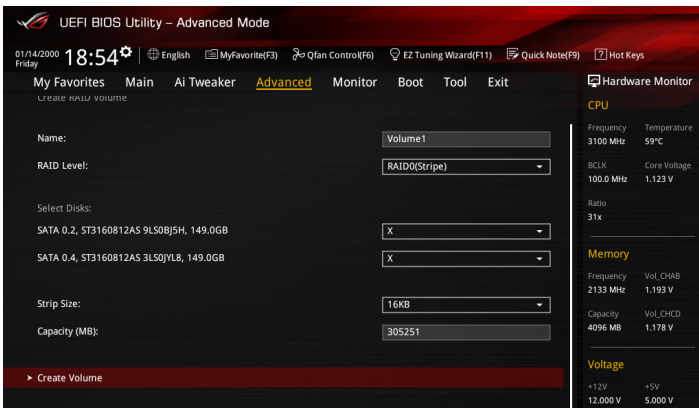 UEFI BIOS Utility – Advanced Mode
01/14/2000 Friday 18:54 English MyFavorite(F3) Qfan Control(F6) EZ Tuning Wizard(F11) Quick Note(F9) ? Hot Keys
My Favorites Main Ai Tweaker Advanced Monitor Boot Tool Exit
Create RAID Volume
Name: Volume1
RAID Level: RAID0(Stripe)
Select Disks:
SATA 0.2, ST3160812AS 9LS0BJ5H, 149.0GB X
SATA 0.4, ST3160812AS 3LS0JYL8, 149.0GB X
Strip Size: 16KB
Capacity (MB): 305251
> Create Volume
Hardware Monitor
CPU
Frequency Temperature
3100 MHz 59°C
BCLK Core Voltage
100.0 MHz 1.123 V
Ratio
31x
Memory
Frequency Vol_CHAB
2133 MHz 1.193 V
Capacity Vol_CHCD
4096 MB 1.178 V
Voltage
+12V +5V
12.000 V 5.000 V